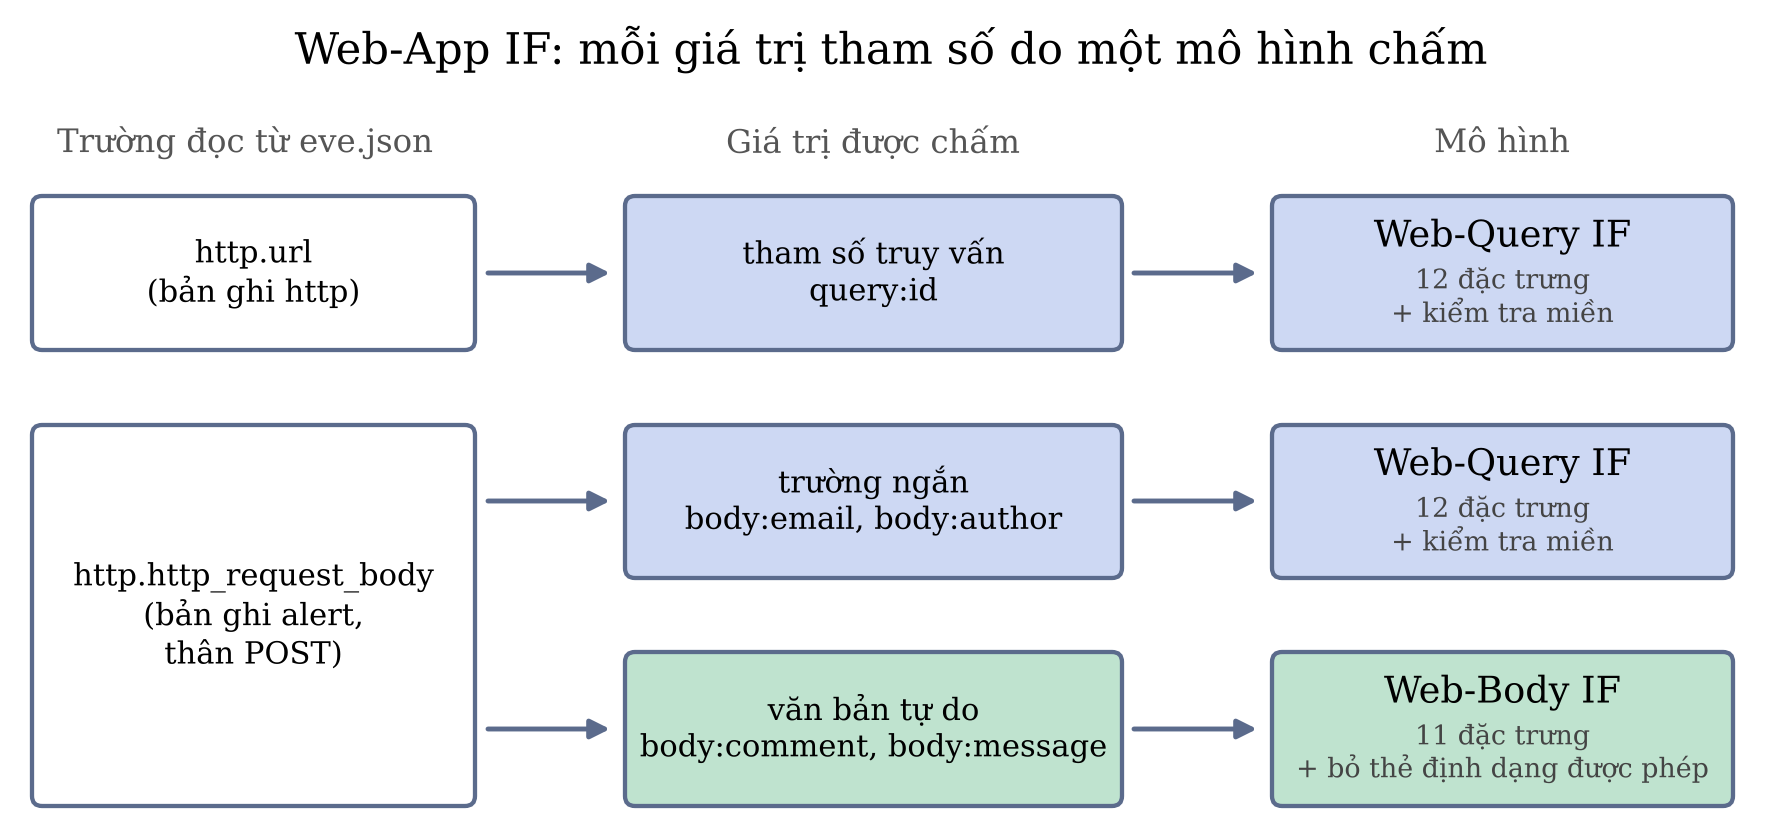 Web-App IF: mỗi giá trị tham số do một mô hình chấm
Trường đọc từ eve.json
Giá trị được chấm
Mô hình
http.url
(bản ghi http)
tham số truy vấn
query:id
Web-Query IF
12 đặc trưng
+ kiểm tra miền
http.http_request_body
(bản ghi alert,
thân POST)
trường ngắn
body:email, body:author
Web-Query IF
12 đặc trưng
+ kiểm tra miền
văn bản tự do
body:comment, body:message
Web-Body IF
11 đặc trưng
+ bỏ thẻ định dạng được phép